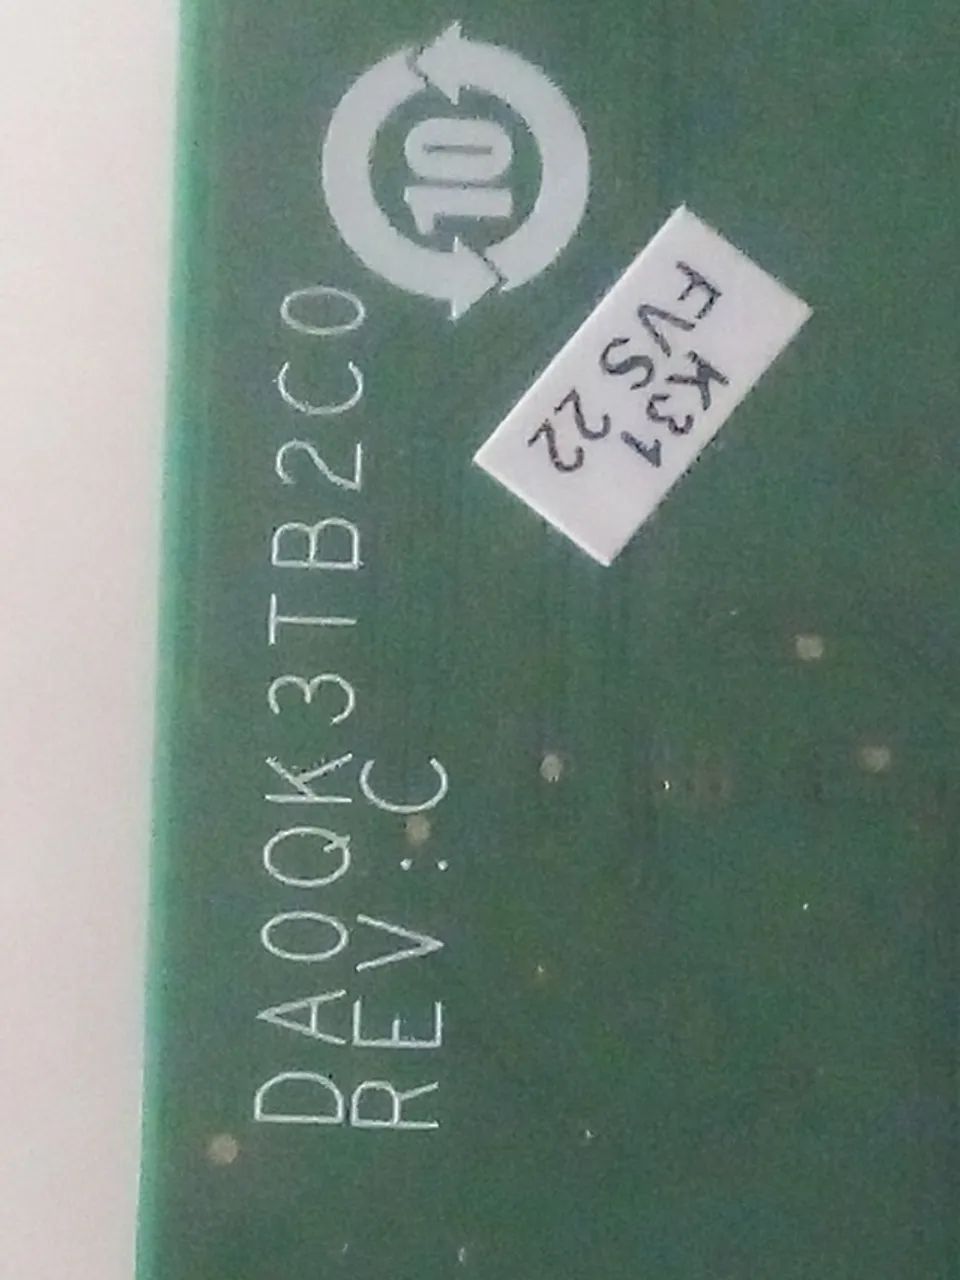 DA0QK3TB2C0
REV:C
10
K31
FVS 22